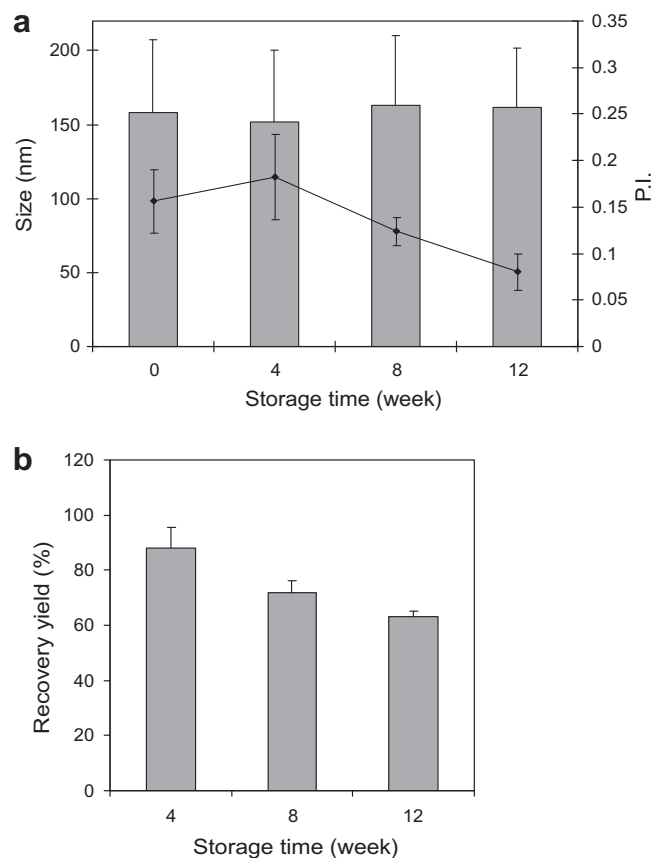 a
200
150
100
50
0
Size (nm)
0.35
0.3
0.25
0.2
0.15
0.1
0.05
0
P.I.
0 4 8 12
Storage time (week)
b
120
100
80
60
40
20
0
Recovery yield (%)
4 8 12
Storage time (week)